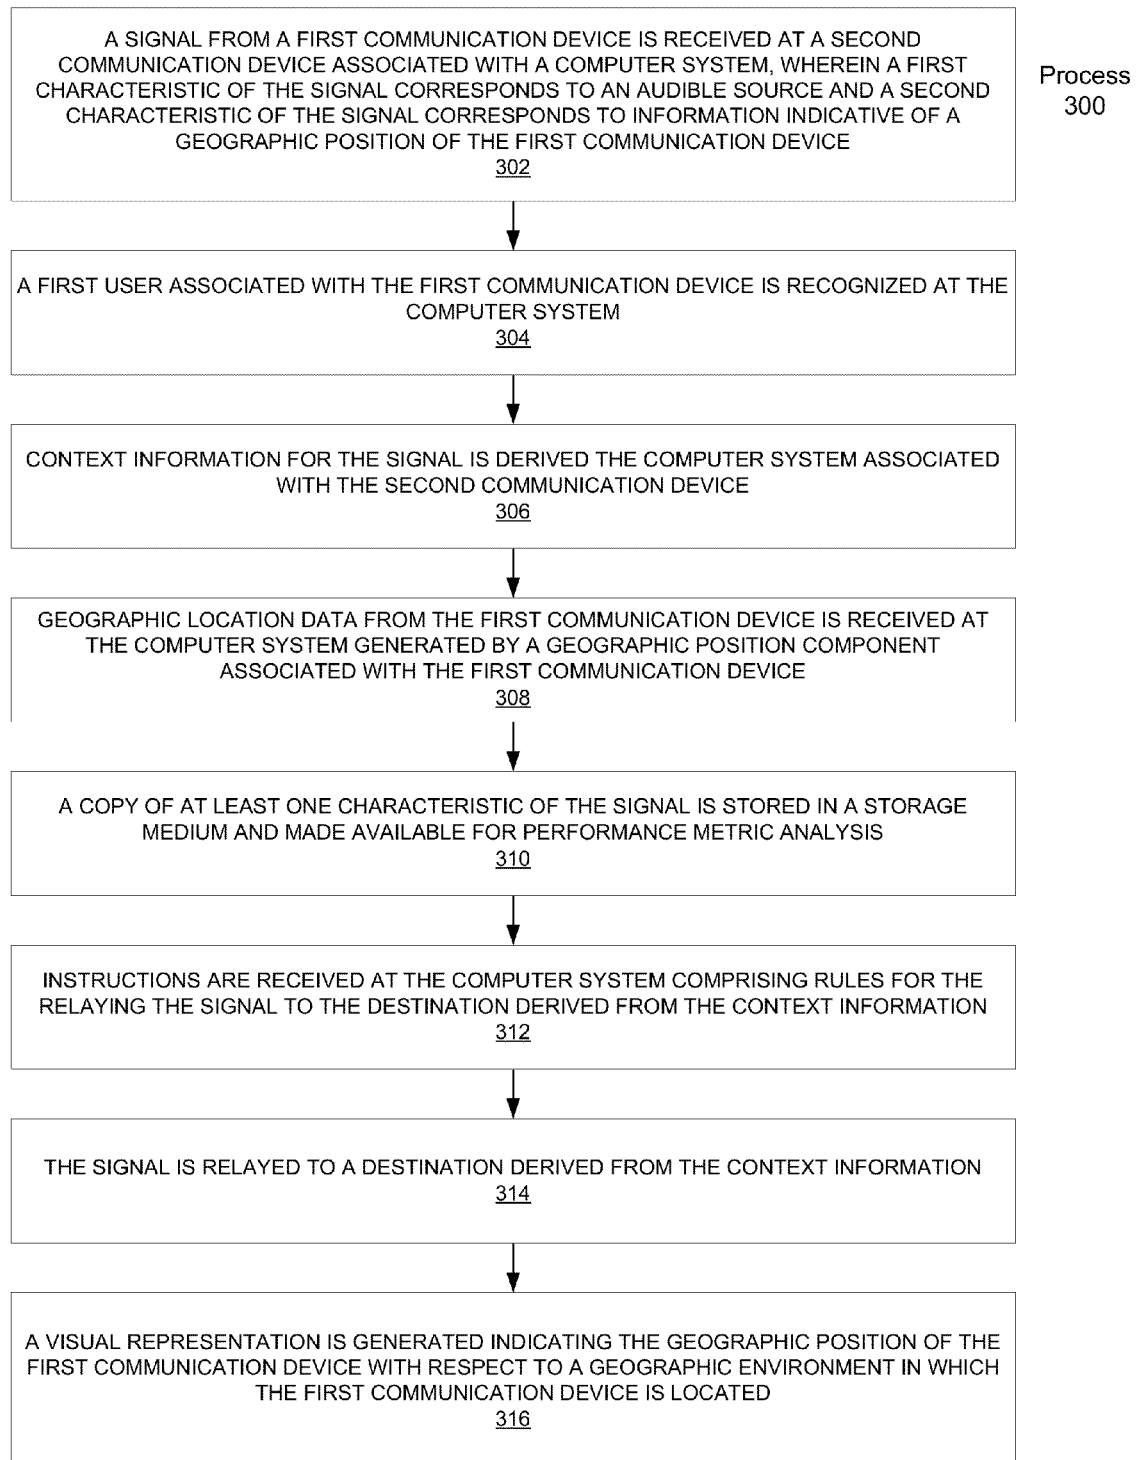 A SIGNAL FROM A FIRST COMMUNICATION DEVICE IS RECEIVED AT A SECOND
COMMUNICATION DEVICE ASSOCIATED WITH A COMPUTER SYSTEM, WHEREIN A FIRST
CHARACTERISTIC OF THE SIGNAL CORRESPONDS TO AN AUDIBLE SOURCE AND A SECOND
CHARACTERISTIC OF THE SIGNAL CORRESPONDS TO INFORMATION INDICATIVE OF A
GEOGRAPHIC POSITION OF THE FIRST COMMUNICATION DEVICE
302
Process
300
A FIRST USER ASSOCIATED WITH THE FIRST COMMUNICATION DEVICE IS RECOGNIZED AT THE
COMPUTER SYSTEM
304
CONTEXT INFORMATION FOR THE SIGNAL IS DERIVED THE COMPUTER SYSTEM ASSOCIATED
WITH THE SECOND COMMUNICATION DEVICE
306
GEOGRAPHIC LOCATION DATA FROM THE FIRST COMMUNICATION DEVICE IS RECEIVED AT
THE COMPUTER SYSTEM GENERATED BY A GEOGRAPHIC POSITION COMPONENT
ASSOCIATED WITH THE FIRST COMMUNICATION DEVICE
308
A COPY OF AT LEAST ONE CHARACTERISTIC OF THE SIGNAL IS STORED IN A STORAGE
MEDIUM AND MADE AVAILABLE FOR PERFORMANCE METRIC ANALYSIS
310
INSTRUCTIONS ARE RECEIVED AT THE COMPUTER SYSTEM COMPRISING RULES FOR THE
RELAYING THE SIGNAL TO THE DESTINATION DERIVED FROM THE CONTEXT INFORMATION
312
THE SIGNAL IS RELAYED TO A DESTINATION DERIVED FROM THE CONTEXT INFORMATION
314
A VISUAL REPRESENTATION IS GENERATED INDICATING THE GEOGRAPHIC POSITION OF THE
FIRST COMMUNICATION DEVICE WITH RESPECT TO A GEOGRAPHIC ENVIRONMENT IN WHICH
THE FIRST COMMUNICATION DEVICE IS LOCATED
316